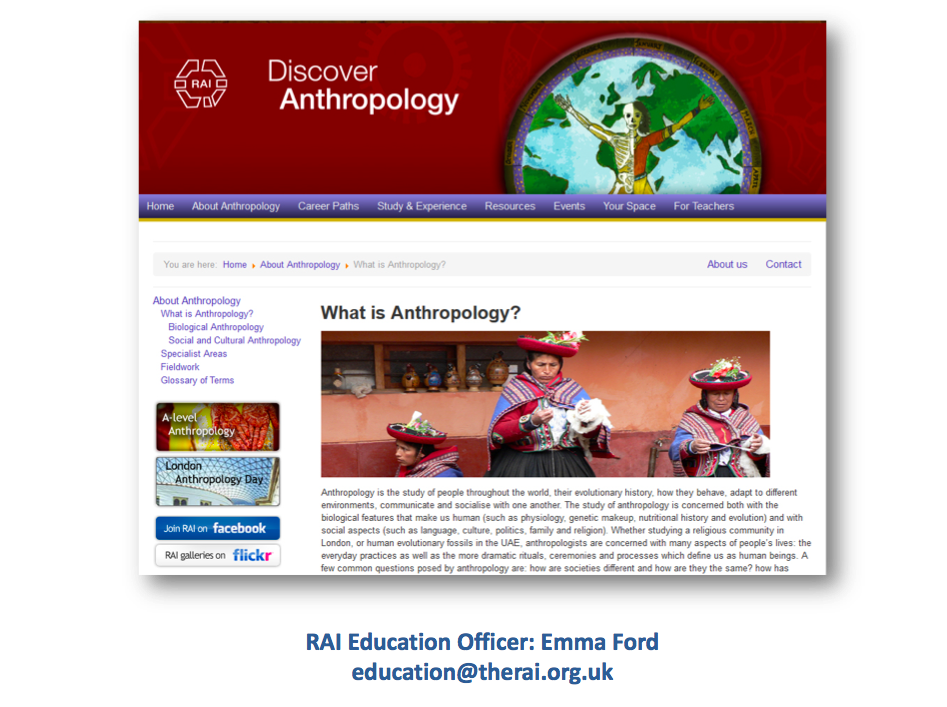 RAI
Discover
Anthropology
Home About Anthropology Career Paths Study & Experience Resources Events Your Space For Teachers
You are here: Home About Anthropology What is Anthropology?
About us Contact
About Anthropology
What is Anthropology?
Biological Anthropology
Social and Cultural Anthropology
Specialist Areas
Fieldwork
Glossary of Terms
A-level
Anthropology
London
Anthropology Day
Join RAI on facebook
RAI galleries on flickr
What is Anthropology?
Anthropology is the study of people throughout the world, their evolutionary history, how they behave, adapt to different
environments, communicate and socialise with one another. The study of anthropology is concerned both with the
biological features that make us human (such as physiology, genetic makeup, nutritional history and evolution) and with
social aspects (such as language, culture, politics, family and religion). Whether studying a religious community in
London, or human evolutionary fossils in the UAE, anthropologists are concerned with many aspects of people's lives: the
everyday practices as well as the more dramatic rituals, ceremonies and processes which define us as human beings. A
few common questions posed by anthropology are: how are societies different and how are they the same? how has
RAI Education Officer: Emma Ford
education@therai.org.uk